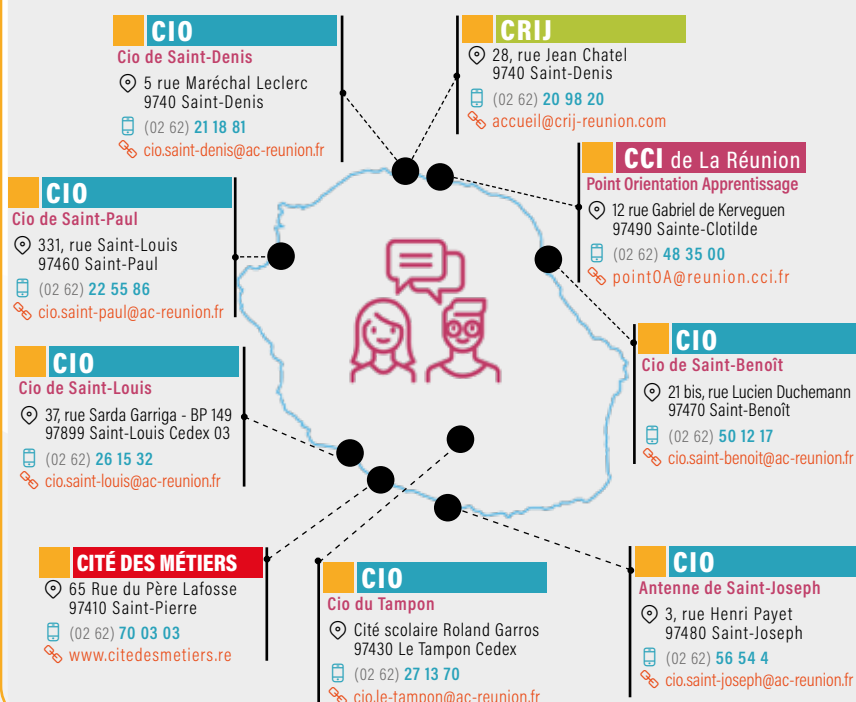 CIO
Cio de Saint-Denis
5 rue Maréchal Leclerc
9740 Saint-Denis
(02 62) 21 18 81
cio.saint-denis@ac-reunion.fr
CRIJ
28, rue Jean Chatel
9740 Saint-Denis
(02 62) 20 98 20
accueil@crij-reunion.com
CCI de La Réunion
Point Orientation Apprentissage
12 rue Gabriel de Kerveguen
97490 Sainte-Clotilde
(02 62) 48 35 00
pointOA@reunion.cci.fr
CIO
Cio de Saint-Paul
331, rue Saint-Louis
97460 Saint-Paul
(02 62) 22 55 86
cio.saint-paul@ac-reunion.fr
CIO
Cio de Saint-Benoît
21 bis, rue Lucien Duchemann
97470 Saint-Benoît
(02 62) 50 12 17
cio.saint-benoit@ac-reunion.fr
CIO
Cio de Saint-Louis
37, rue Sarda Garriga - BP 149
97899 Saint-Louis Cedex 03
(02 62) 26 15 32
cio.saint-louis@ac-reunion.fr
CITÉ DES MÉTIERS
65 Rue du Père Lafosse
97410 Saint-Pierre
(02 62) 70 03 03
www.citedesmetiers.re
CIO
Cio du Tampon
Cité scolaire Roland Garros
97430 Le Tampon Cedex
(02 62) 27 13 70
cio.le-tampon@ac-reunion.fr
CIO
Antenne de Saint-Joseph
3, rue Henri Payet
97480 Saint-Joseph
(02 62) 56 54 4
cio.saint-joseph@ac-reunion.fr